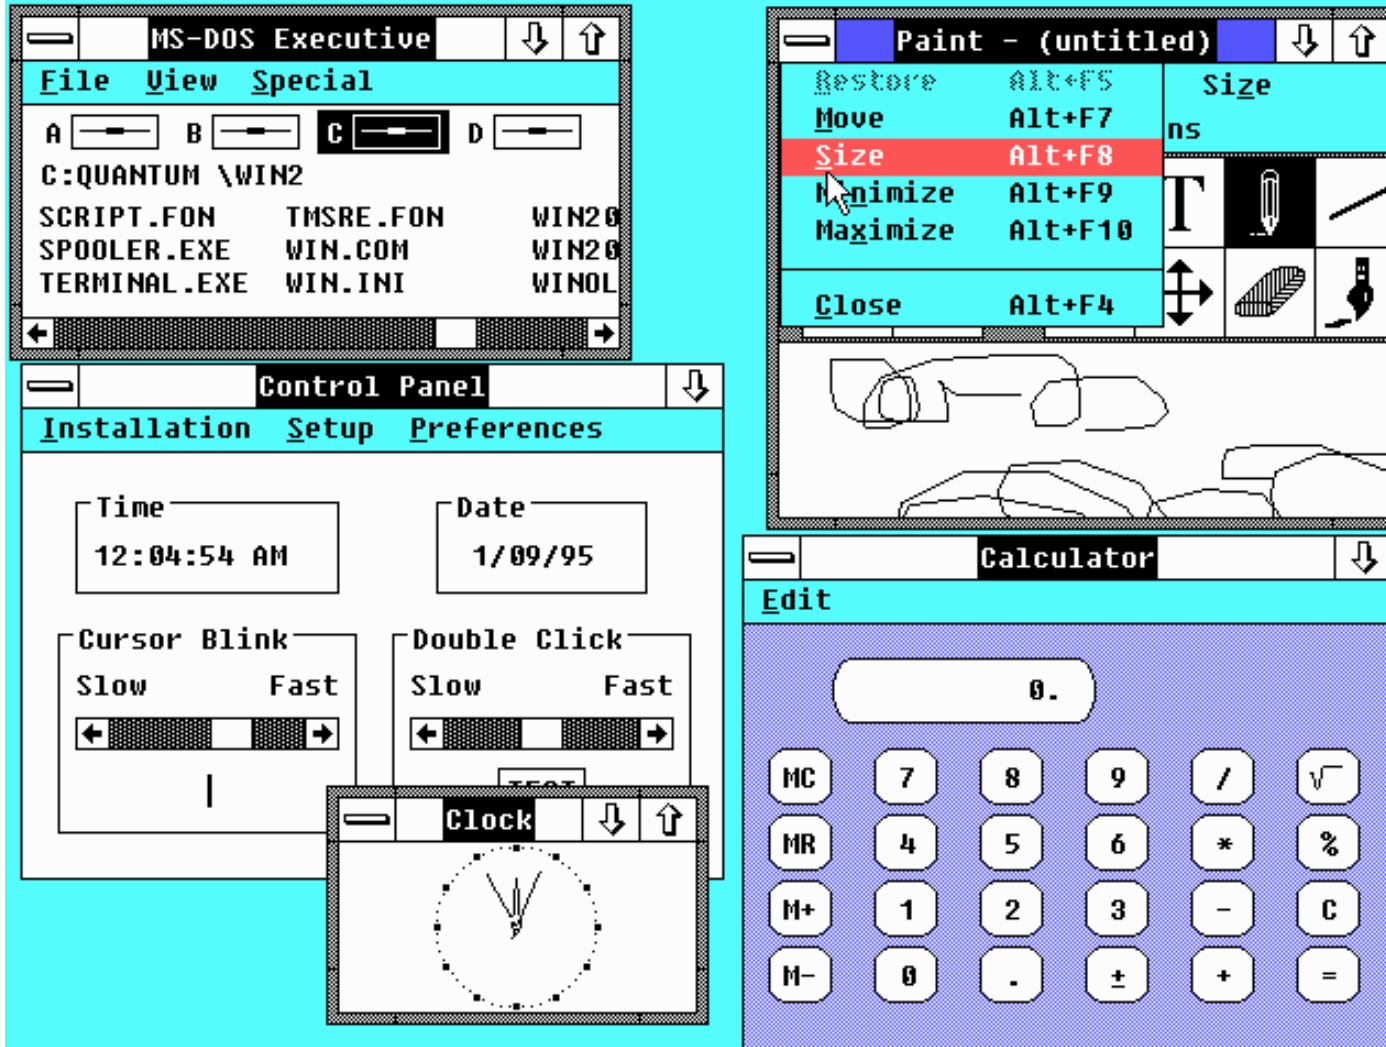 MS-DOS Executive
File View Special
A B C D
C:QUANTUM \WIN2
SCRIPT.FON TMSRE.FON WIN20
SPOOLER.EXE WIN.COM WIN20
TERMINAL.EXE WIN.INI WINOL
Paint - (untitled)
Size
ns
Restore Alt+F5
Move Alt+F7
Size Alt+F8
Minimize Alt+F9
Maximize Alt+F10
Close Alt+F4
T
Control Panel
Installation Setup Preferences
Time Date
12:04:54 AM 1/09/95
Cursor Blink Double Click
Slow Fast Slow Fast
TEST
Clock
Calculator
Edit
0.
MC 7 8 9 / √
MR 4 5 6 * %
M+ 1 2 3 - C
M- 0 . ± + =